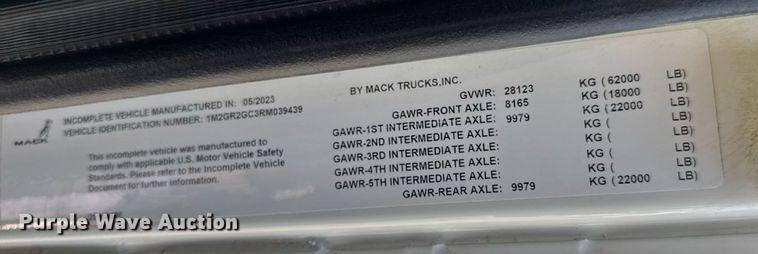 MACK
INCOMPLETE VEHICLE MANUFACTURED IN: 05/2023
VEHICLE IDENTIFICATION NUMBER: 1M2GR2GC3RM039439
This incomplete vehicle was manufactured to
comply with applicable U.S. Motor Vehicle Safety
Standards. Please refer to the Incomplete Vehicle
Document for further information.
BY MACK TRUCKS,INC.
GVWR: 28123 KG (62000 LB)
GAWR-FRONT AXLE: 8165 KG (18000 LB)
GAWR-1ST INTERMEDIATE AXLE: 9979 KG (22000 LB)
GAWR-2ND INTERMEDIATE AXLE: KG ( LB)
GAWR-3RD INTERMEDIATE AXLE: KG ( LB)
GAWR-4TH INTERMEDIATE AXLE: KG ( LB)
GAWR-5TH INTERMEDIATE AXLE: KG ( LB)
GAWR-REAR AXLE: 9979 KG (22000 LB)
Purple Wave Auction